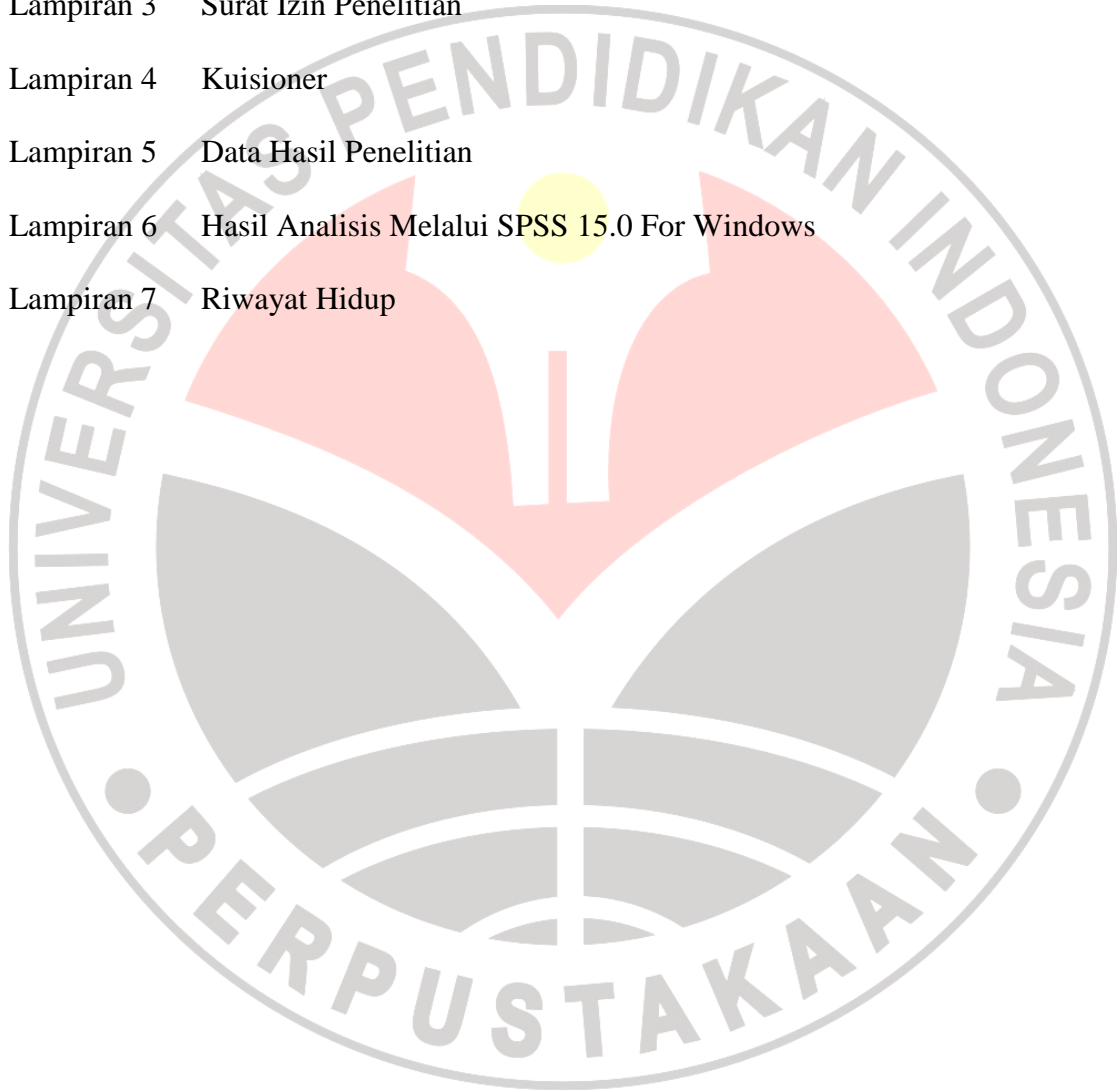 Lampiran 3 Surat Izin Penelitian
Lampiran 4 Kuisioner
Lampiran 5 Data Hasil Penelitian
Lampiran 6 Hasil Analisis Melalui SPSS 15.0 For Windows
Lampiran 7 Riwayat Hidup
UNIVERSITAS PENDIDIKAN INDONESIA
PERPUSTAKAAN